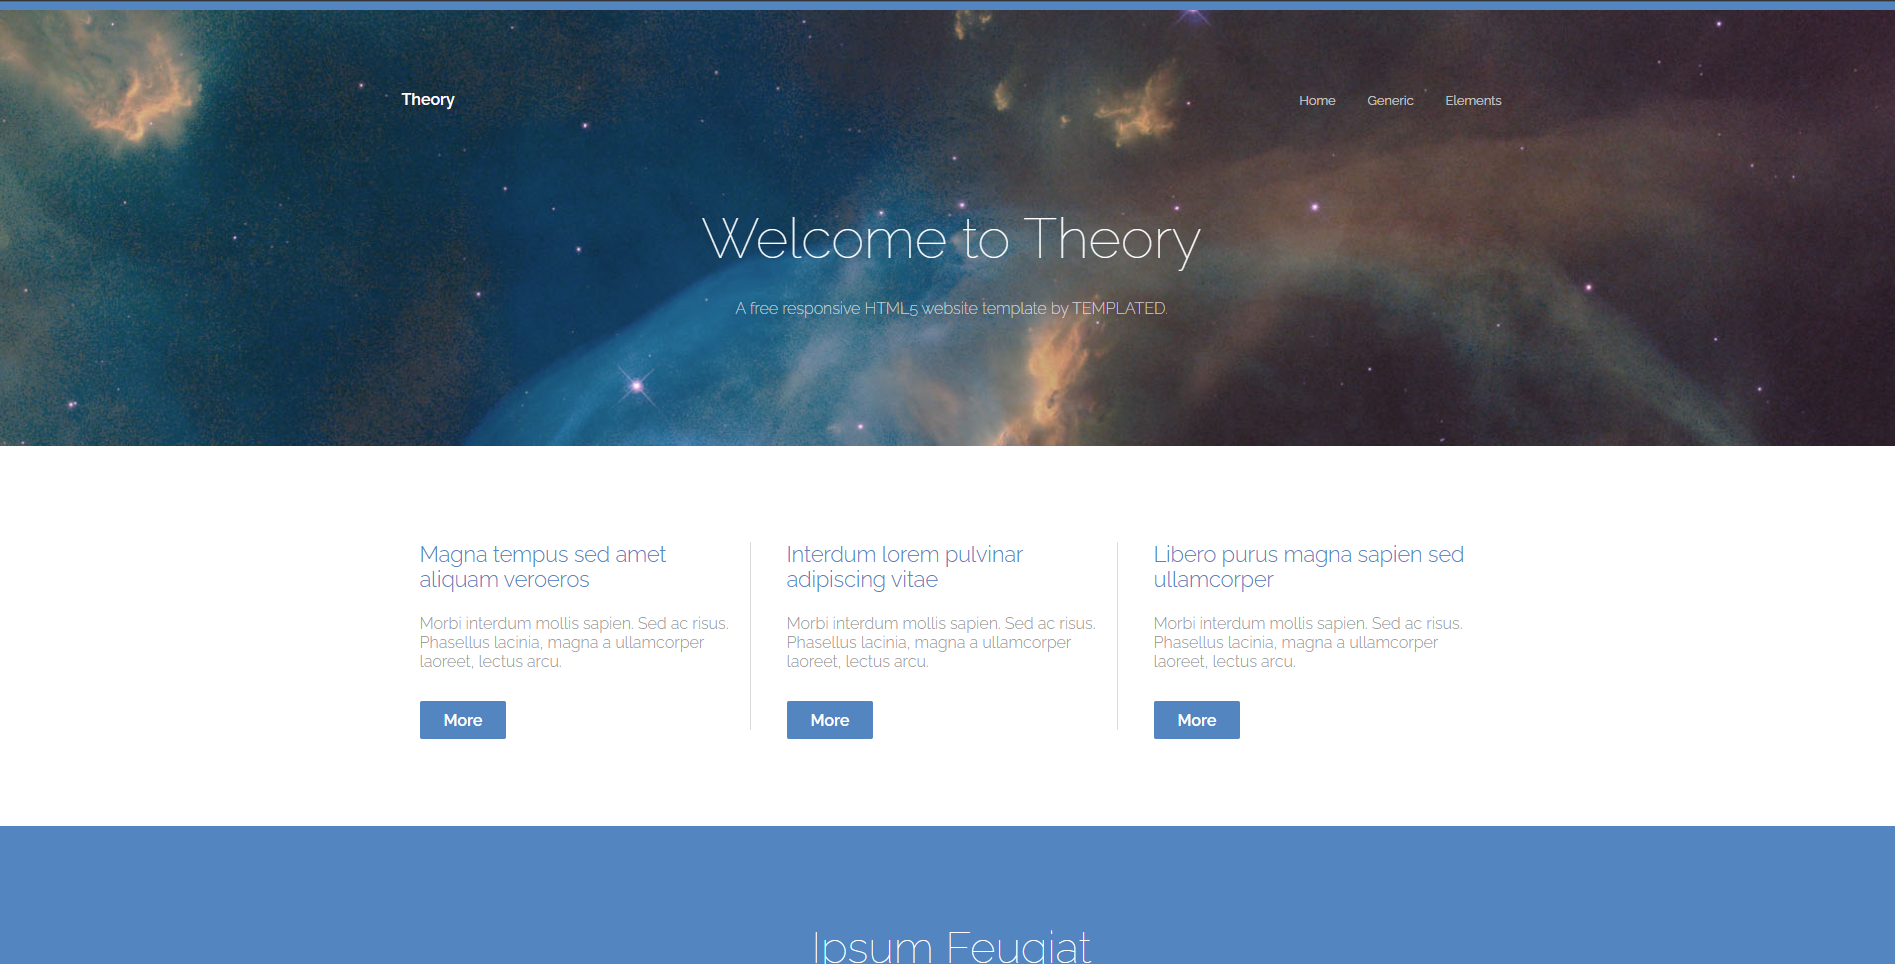 Theory
Home Generic Elements
Welcome to Theory
A free responsive HTML5 website template by TEMPLATED.
Magna tempus sed amet
aliquam veroeros
Morbi interdum mollis sapien. Sed ac risus.
Phasellus lacinia, magna a ullamcorper
laoreet, lectus arcu.
More
Interdum lorem pulvinar
adipiscing vitae
Morbi interdum mollis sapien. Sed ac risus.
Phasellus lacinia, magna a ullamcorper
laoreet, lectus arcu.
More
Libero purus magna sapien sed
ullamcorper
Morbi interdum mollis sapien. Sed ac risus.
Phasellus lacinia, magna a ullamcorper
laoreet, lectus arcu.
More
Ipsum Feugiat